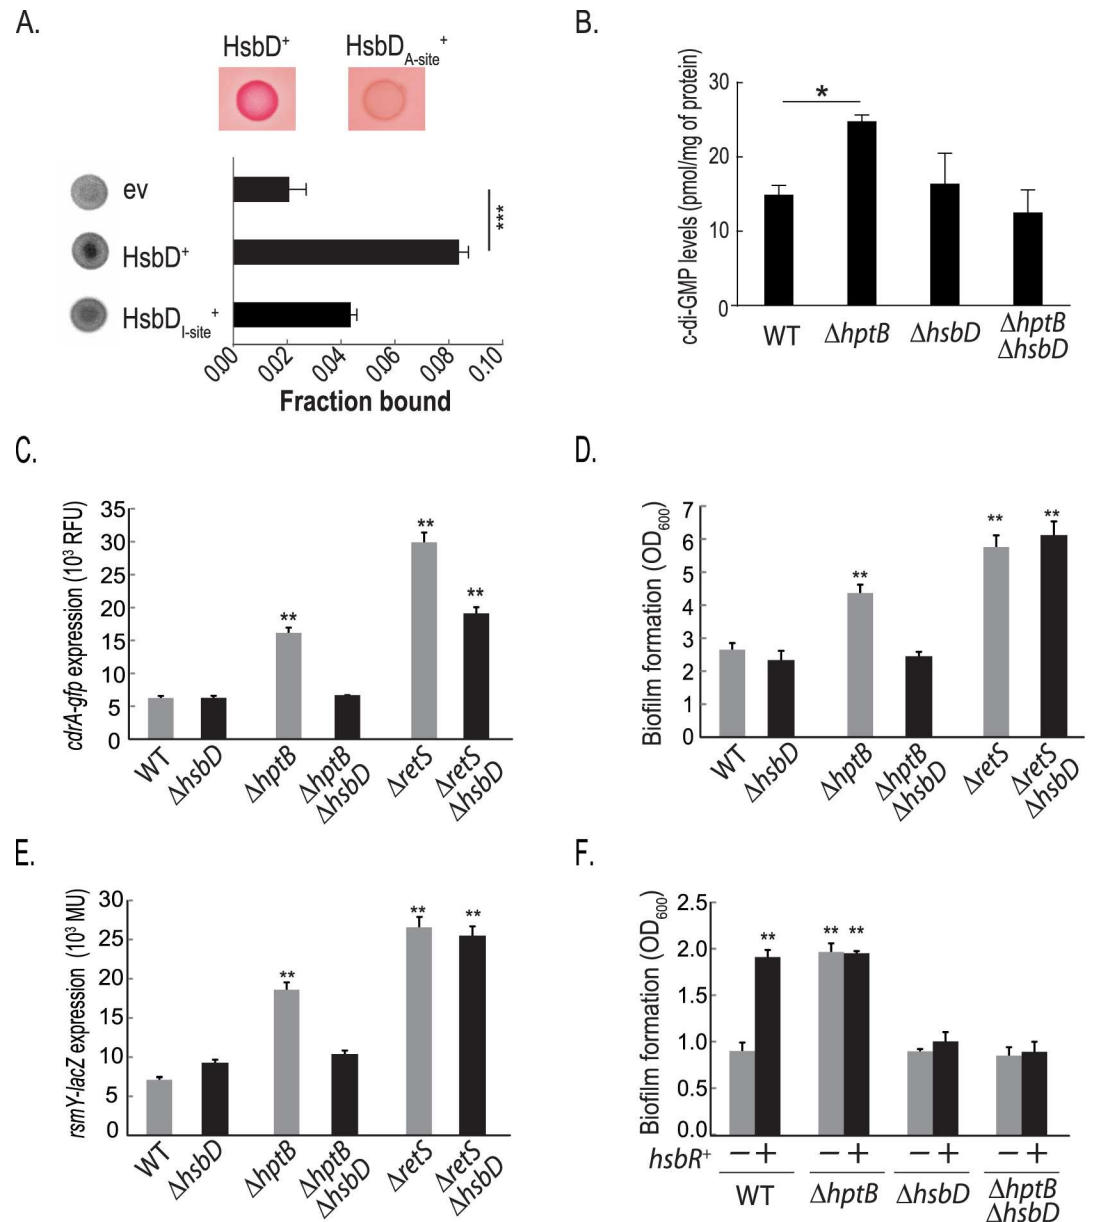 A.
HsbD⁺ HsbD A-site⁺
ev
HsbD⁺
HsbD I-site⁺
***
0.00 0.02 0.04 0.06 0.08 0.10
Fraction bound
B.
c-di-GMP levels (pmol/mg of protein)
30
20
10
0
*
WT ΔhptB ΔhsbD ΔhptB
ΔhsbD
C.
cdrA-gfp expression (10³ RFU)
35
30
25
20
15
10
5
0
** ** **
WT ΔhsbD ΔhptB ΔhptB ΔhsbD ΔretS ΔretS ΔhsbD
D.
Biofilm formation (OD₆₀₀)
7
6
5
4
3
2
1
0
** ** **
WT ΔhsbD ΔhptB ΔhptB ΔhsbD ΔretS ΔretS ΔhsbD
E.
rsmY-lacZ expression (10³ MU)
30
25
20
15
10
5
0
** ** **
WT ΔhsbD ΔhptB ΔhptB ΔhsbD ΔretS ΔretS ΔhsbD
F.
Biofilm formation (OD₆₀₀)
2.5
2.0
1.5
1.0
0.5
0.0
** ** **
hsbR⁺ − + − + − + − +
WT ΔhptB ΔhsbD ΔhptB
ΔhsbD